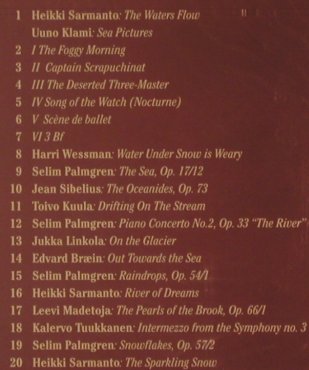 1 Heikki Sarmanto: The Waters Flow
Uuno Klami: Sea Pictures
2 I The Foggy Morning
3 II Captain Scrapuchinat
4 III The Deserted Three-Master
5 IV Song of the Watch (Nocturne)
6 V Scène de ballet
7 VI 3 Bf
8 Harri Wessman: Water Under Snow is Weary
9 Selim Palmgren: The Sea, Op. 17/12
10 Jean Sibelius: The Oceanides, Op. 73
11 Toivo Kuula: Drifting On The Stream
12 Selim Palmgren: Piano Concerto No.2, Op. 33 "The River"
13 Jukka Linkola: On the Glacier
14 Edvard Bræin: Out Towards the Sea
15 Selim Palmgren: Raindrops, Op. 54/1
16 Heikki Sarmanto: River of Dreams
17 Leevi Madetoja: The Pearls of the Brook, Op. 66/1
18 Kalervo Tuukkanen: Intermezzo from the Symphony no. 3
19 Selim Palmgren: Snowflakes, Op. 57/2
20 Heikki Sarmanto: The Sparkling Snow